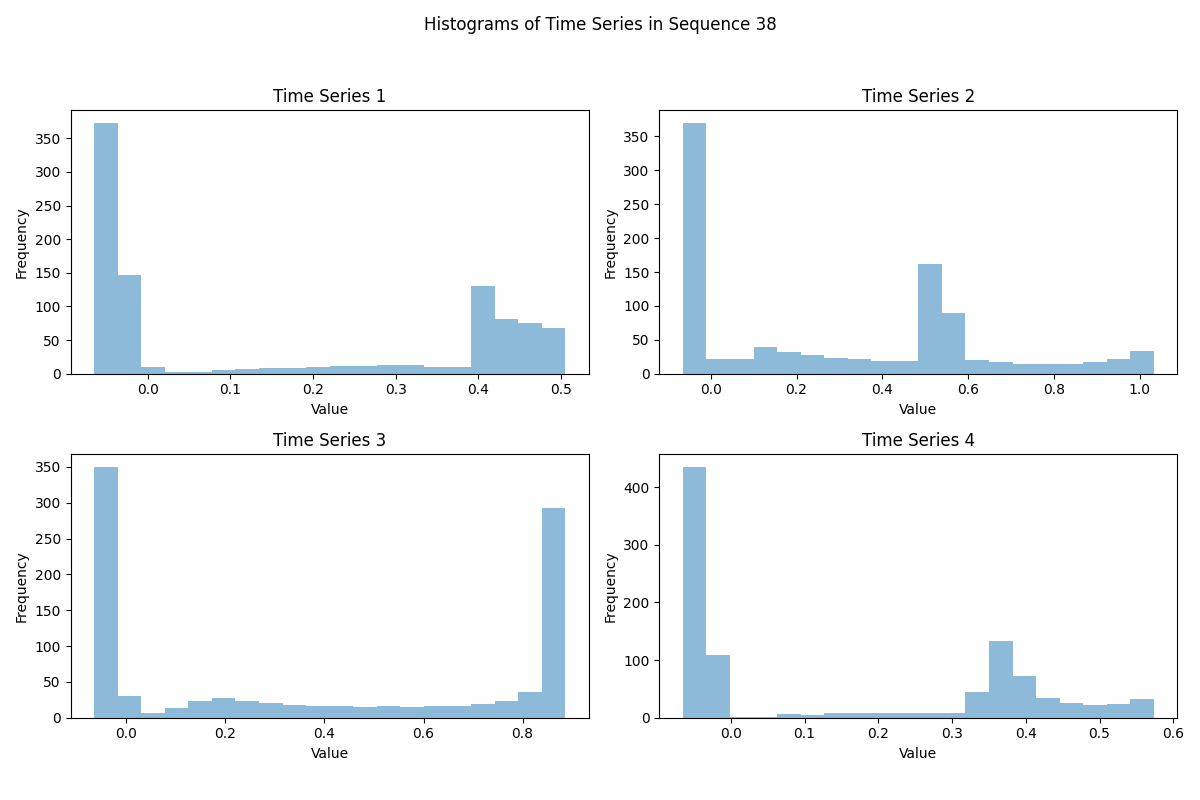 Histograms of Time Series in Sequence 38
Time Series 1
Frequency
350
300
250
200
150
100
50
0
0.0 0.1 0.2 0.3 0.4 0.5
Value
Time Series 2
Frequency
350
300
250
200
150
100
50
0
0.0 0.2 0.4 0.6 0.8 1.0
Value
Time Series 3
Frequency
350
300
250
200
150
100
50
0
0.0 0.2 0.4 0.6 0.8
Value
Time Series 4
Frequency
400
300
200
100
0
0.0 0.1 0.2 0.3 0.4 0.5 0.6
Value